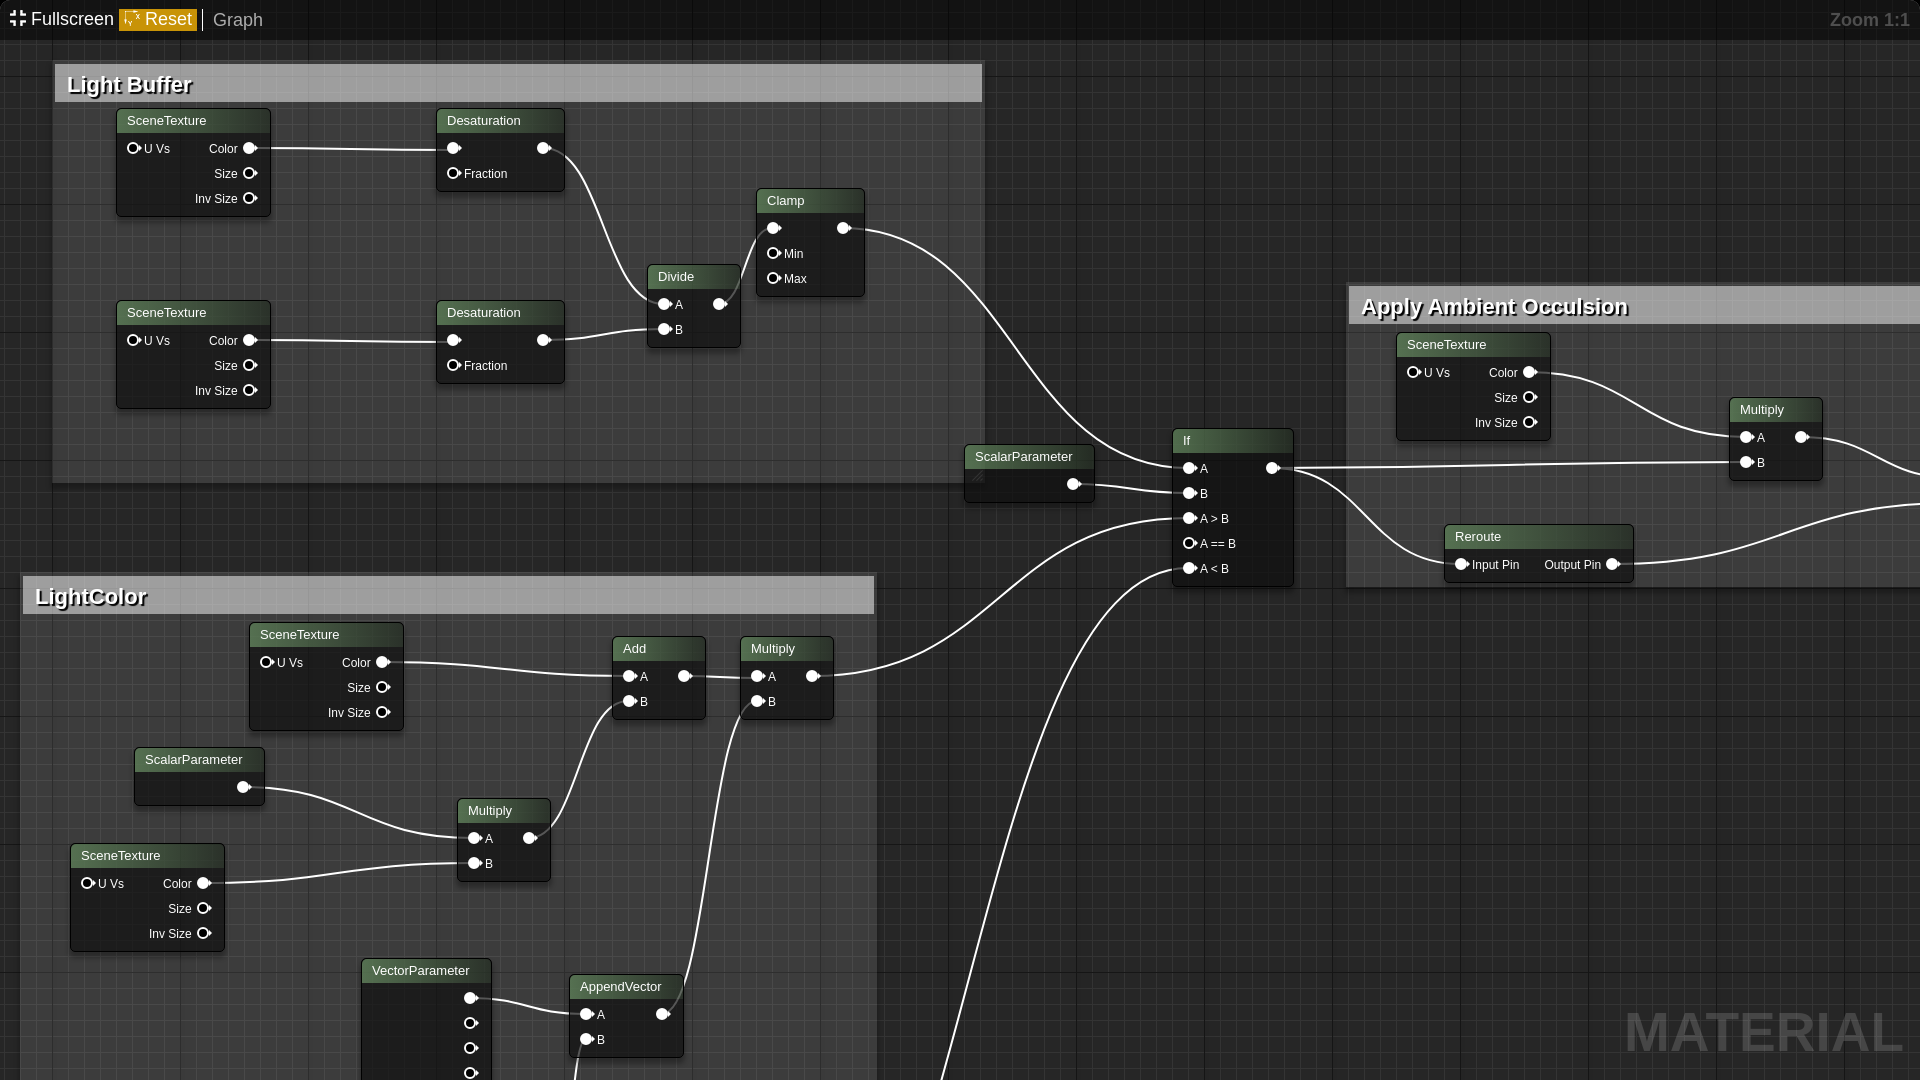 Fullscreen Reset Graph
Zoom 1:1
Light Buffer
SceneTexture
U Vs Color
Size
Inv Size
Desaturation
Fraction
Clamp
Min
Max
Divide
A
B
SceneTexture
U Vs Color
Size
Inv Size
Desaturation
Fraction
Apply Ambient Occulsion
SceneTexture
U Vs Color
Size
Inv Size
Multiply
A
B
Reroute
Input Pin Output Pin
ScalarParameter
If
A
B
A > B
A == B
A < B
LightColor
SceneTexture
U Vs Color
Size
Inv Size
Add
A
B
Multiply
A
B
ScalarParameter
Multiply
A
B
SceneTexture
U Vs Color
Size
Inv Size
VectorParameter
AppendVector
A
B
MATERIAL